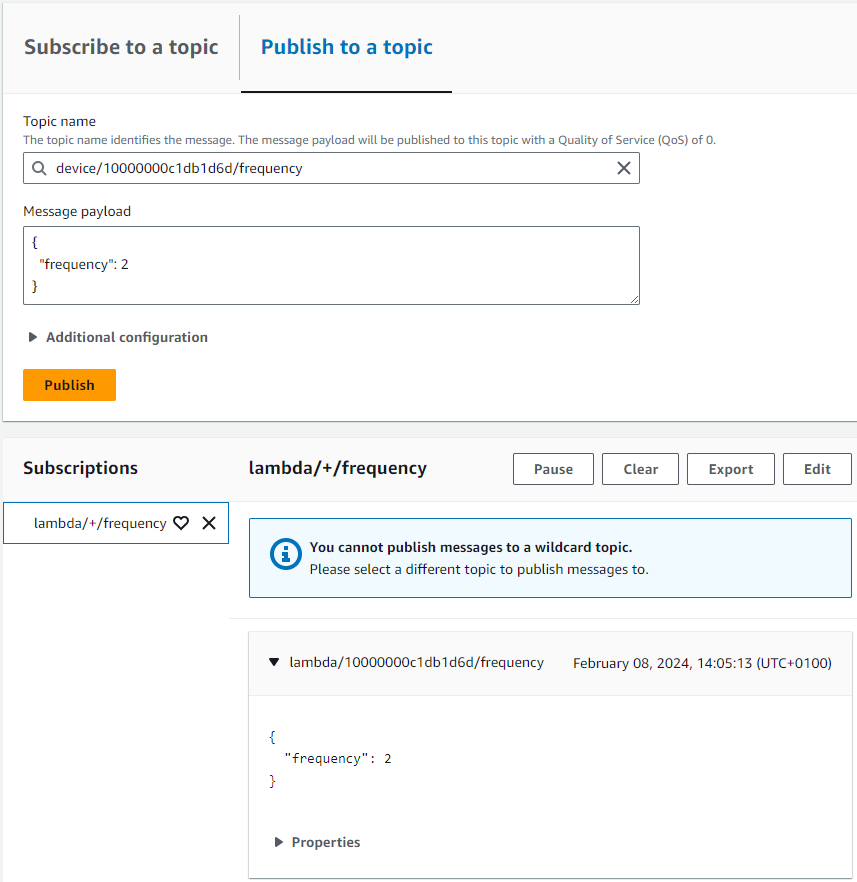 Subscribe to a topic
Publish to a topic
Topic name
The topic name identifies the message. The message payload will be published to this topic with a Quality of Service (QoS) of 0.
device/10000000c1db1d6d/frequency
Message payload
{
"frequency": 2
}
Additional configuration
Publish
Subscriptions
lambda/+/frequency
Pause
Clear
Export
Edit
lambda/+/frequency
You cannot publish messages to a wildcard topic.
Please select a different topic to publish messages to.
lambda/10000000c1db1d6d/frequency
February 08, 2024, 14:05:13 (UTC+0100)
{
"frequency": 2
}
Properties